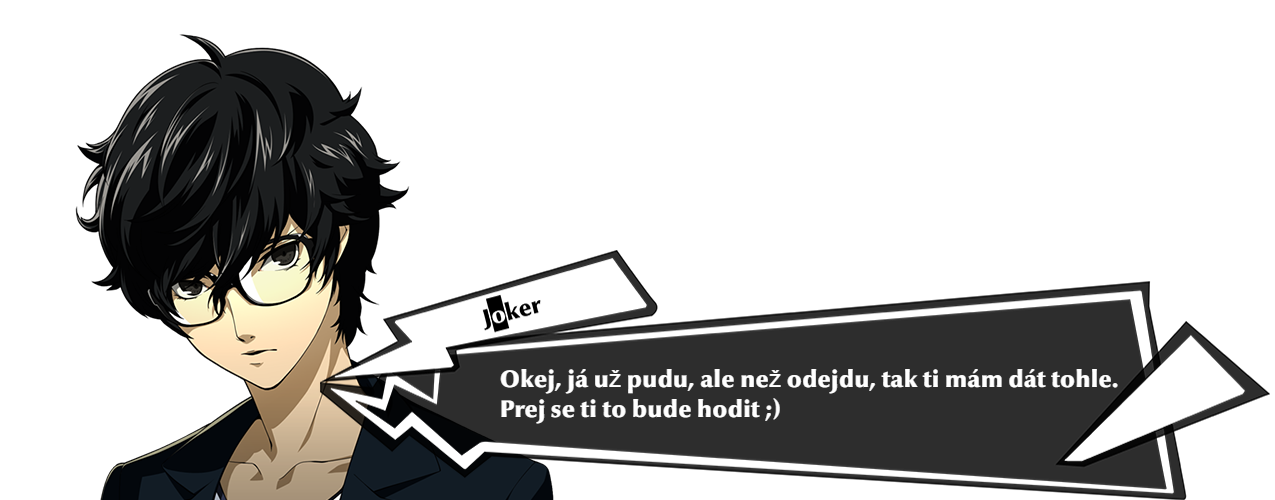 Joker
Okej, já už pudu, ale než odejdu, tak ti mám dát tohle.
Prej se ti to bude hodit ;)